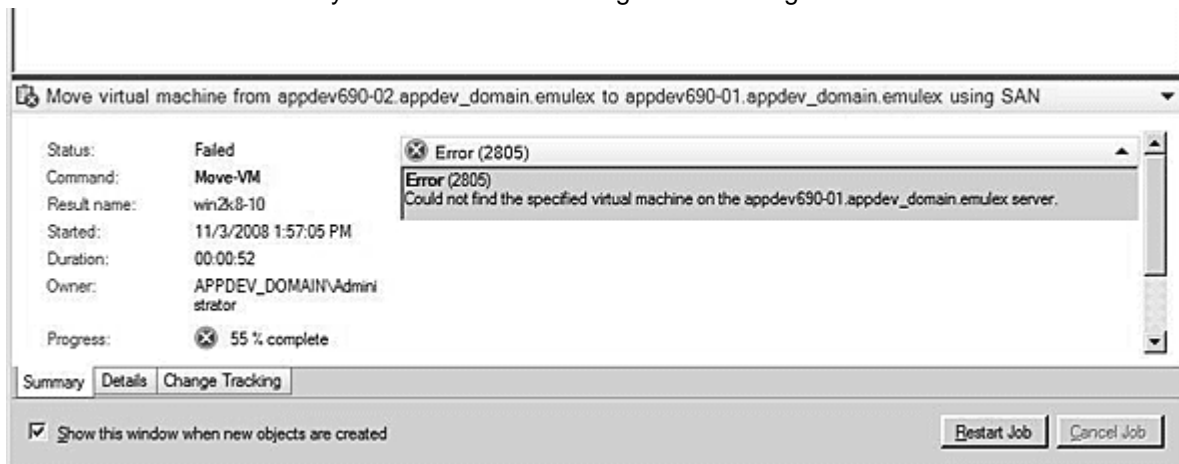 Move virtual machine from appdev690-02.appdev_domain.emulex to appdev690-01.appdev_domain.emulex using SAN
Status: Failed
Command: Move-VM
Result name: win2k8-10
Started: 11/3/2008 1:57:05 PM
Duration: 00:00:52
Owner: APPDEV_DOMAIN\Admini
strator
Progress: 55 % complete
Error (2805)
Error (2805)
Could not find the specified virtual machine on the appdev690-01.appdev_domain.emulex server.
Summary Details Change Tracking
Show this window when new objects are created
Restart Job Cancel Job